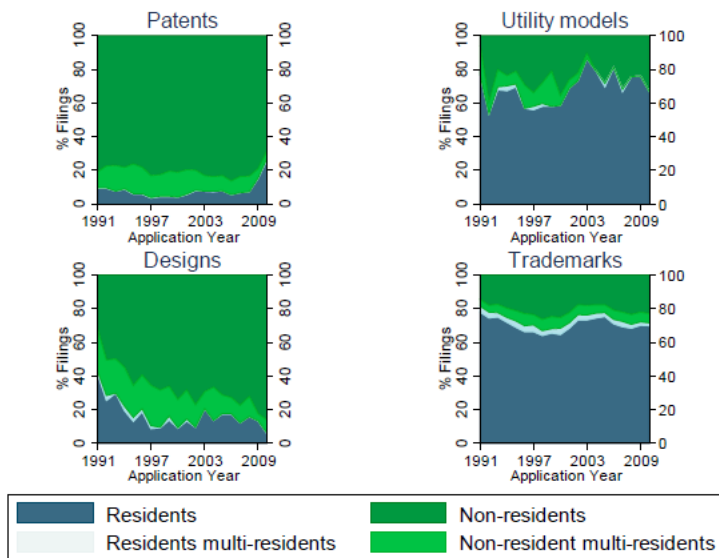 Patents
Utility models
% Filings
0 20 40 60 80 100
0 20 40 60 80 100
1991 1997 2003 2009
Application Year
% Filings
0 20 40 60 80 100
0 20 40 60 80 100
1991 1997 2003 2009
Application Year
Designs
Trademarks
% Filings
0 20 40 60 80 100
0 20 40 60 80 100
1991 1997 2003 2009
Application Year
% Filings
0 20 40 60 80 100
0 20 40 60 80 100
1991 1997 2003 2009
Application Year
Residents
Non-residents
Residents multi-residents
Non-resident multi-residents